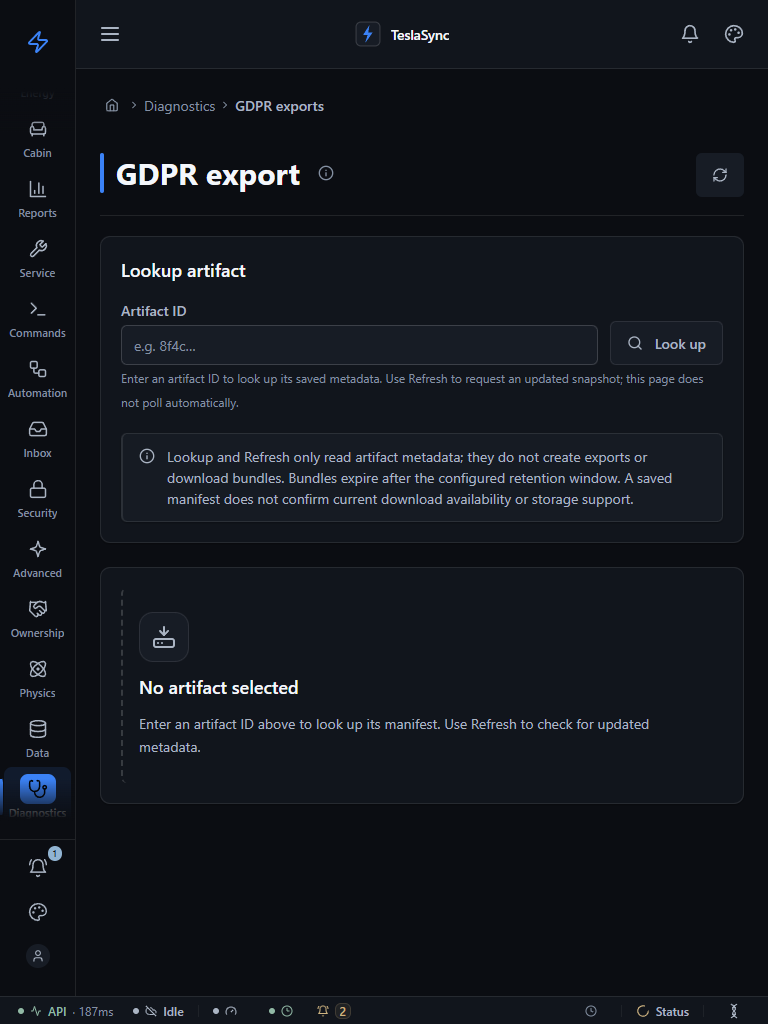 TeslaSync
Energy
Cabin
Reports
Service
Commands
Automation
Inbox
Security
Advanced
Ownership
Physics
Data
Diagnostics
1
Diagnostics > GDPR exports
GDPR export
Lookup artifact
Artifact ID
e.g. 8f4c...
Look up
Enter an artifact ID to look up its saved metadata. Use Refresh to request an updated snapshot; this page does
not poll automatically.
Lookup and Refresh only read artifact metadata; they do not create exports or
download bundles. Bundles expire after the configured retention window. A saved
manifest does not confirm current download availability or storage support.
No artifact selected
Enter an artifact ID above to look up its manifest. Use Refresh to check for updated
metadata.
API · 187ms Idle 2 Status